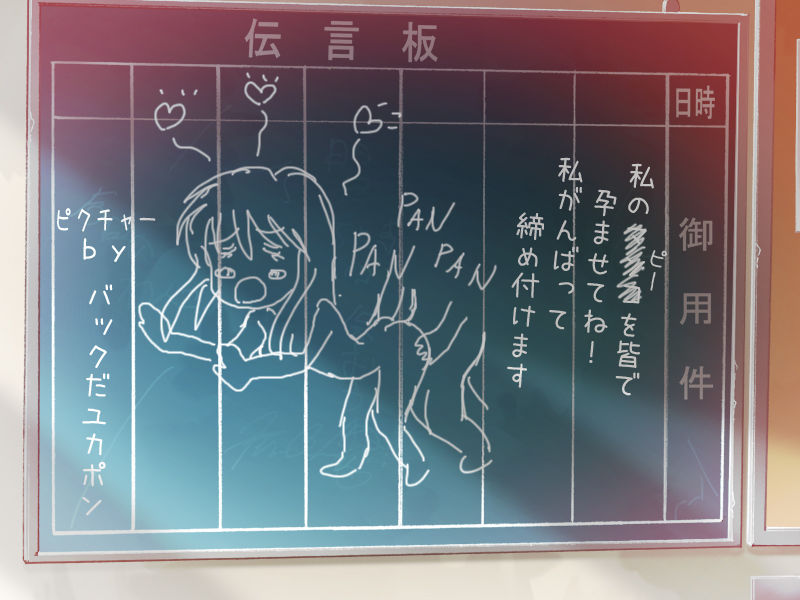 伝言板
日時
御用件
私の
ピー
を皆で
孕ませてね!
私がんばって
締め付けます
PAN
PAN
PAN
ピクチャー
by
バックだユカポン